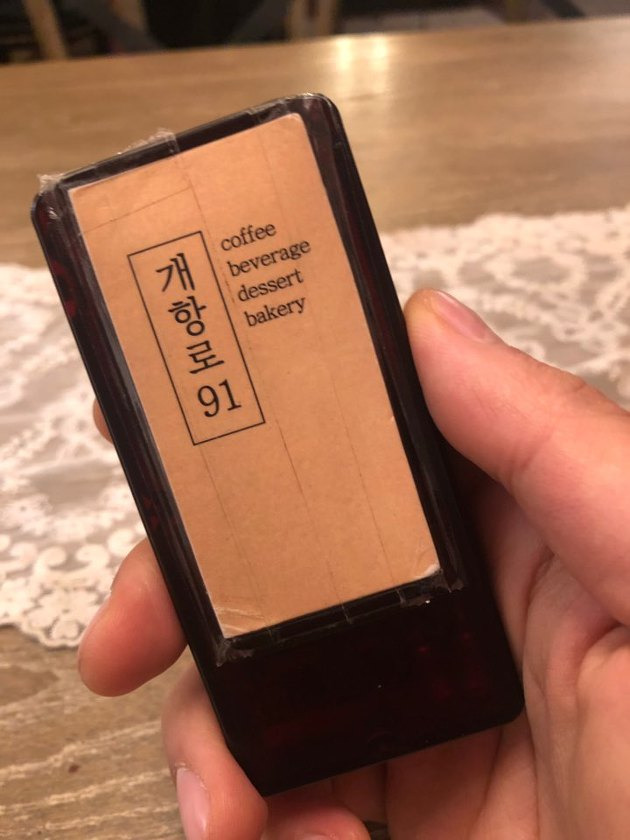 개항로
91
coffee
beverage
dessert
bakery